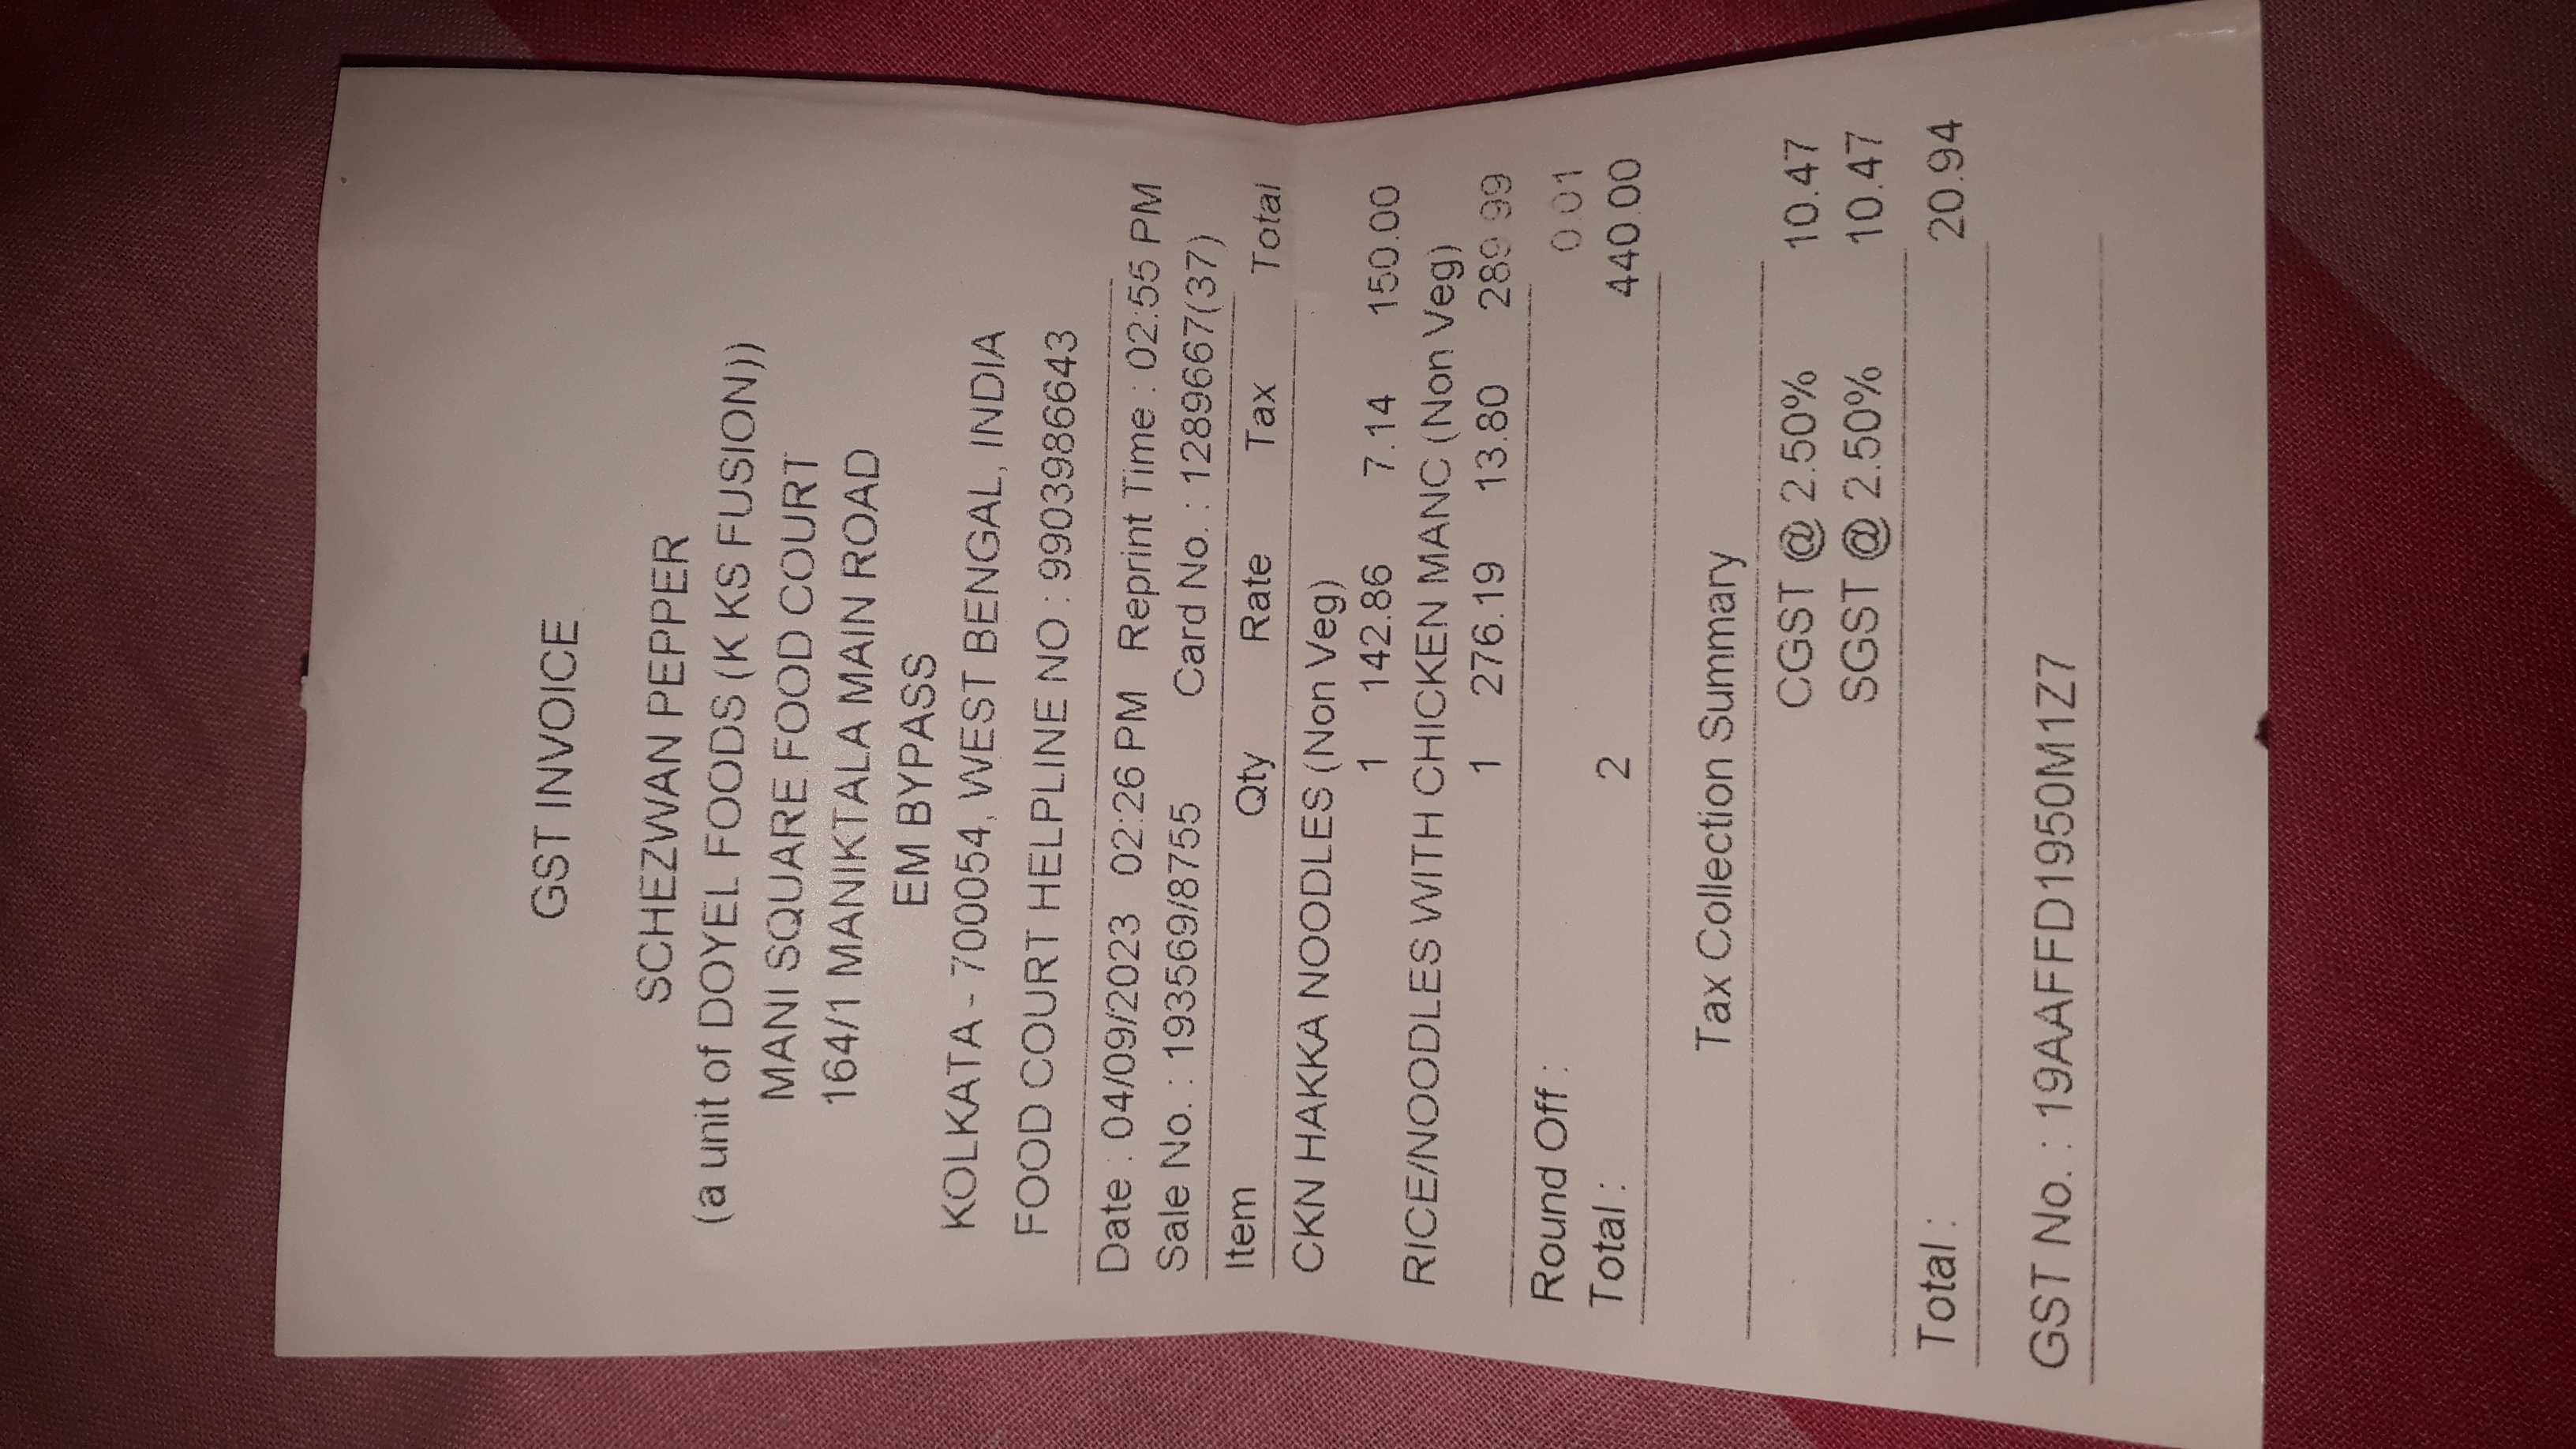 GST INVOICE
SCHEZWAN PEPPER
(a unit of DOYEL FOODS (K KS FUSION))
MANI SQUARE FOOD COURT
164/1 MANIKTALA MAIN ROAD
EM BYPASS
KOLKATA - 700054, WEST BENGAL, INDIA
FOOD COURT HELPLINE NO : 9903986643
Date : 04/09/2023 02:26 PM Reprint Time : 02:55 PM
Sale No. : 193569/8755 Card No. : 1289667(37)
Item Qty Rate Tax Total
CKN HAKKA NOODLES (Non Veg)
1 142.86 7.14 150.00
RICE/NOODLES WITH CHICKEN MANC (Non Veg)
1 276.19 13.80 289.99
Round Off : 0.01
Total : 2 440.00
Tax Collection Summary
CGST @ 2.50% 10.47
SGST @ 2.50% 10.47
Total : 20.94
GST No. : 19AAFFD1950M1Z7